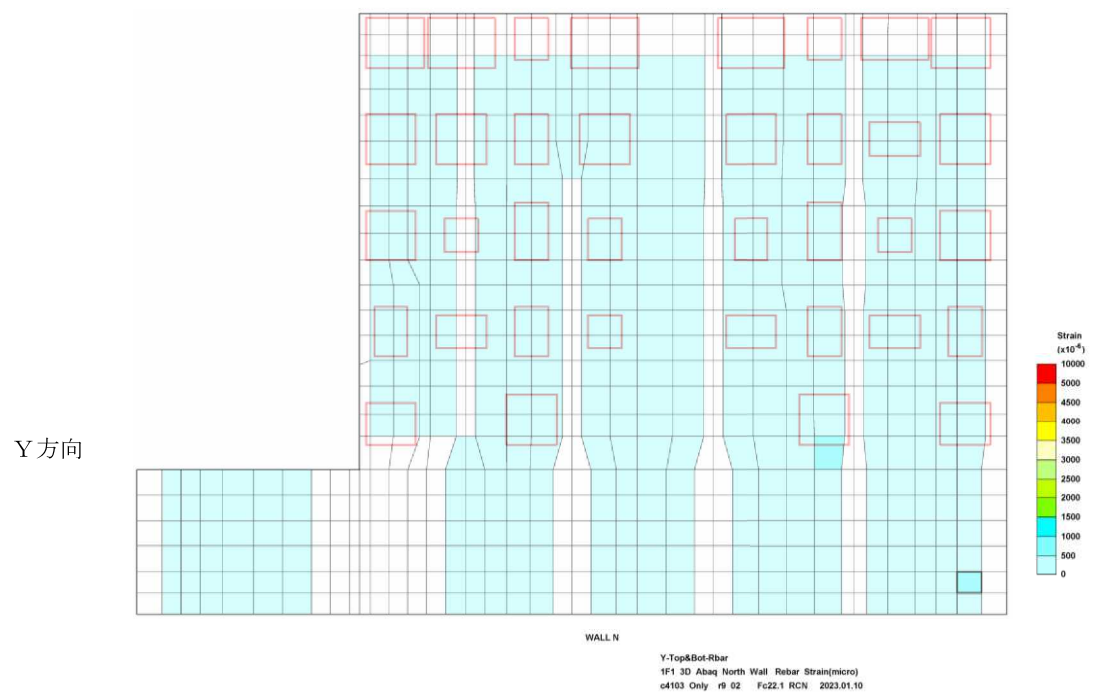 Y方向
Strain
(x10-6)
10000
5000
4500
4000
3500
3000
2500
2000
1500
1000
500
0
WALL N
Y-Top&Bot-Rbar
1F1 3D Abaq North Wall Rebar Strain(micro)
c4103 Only r9 02 Fc22.1 RCN 2023.01.10